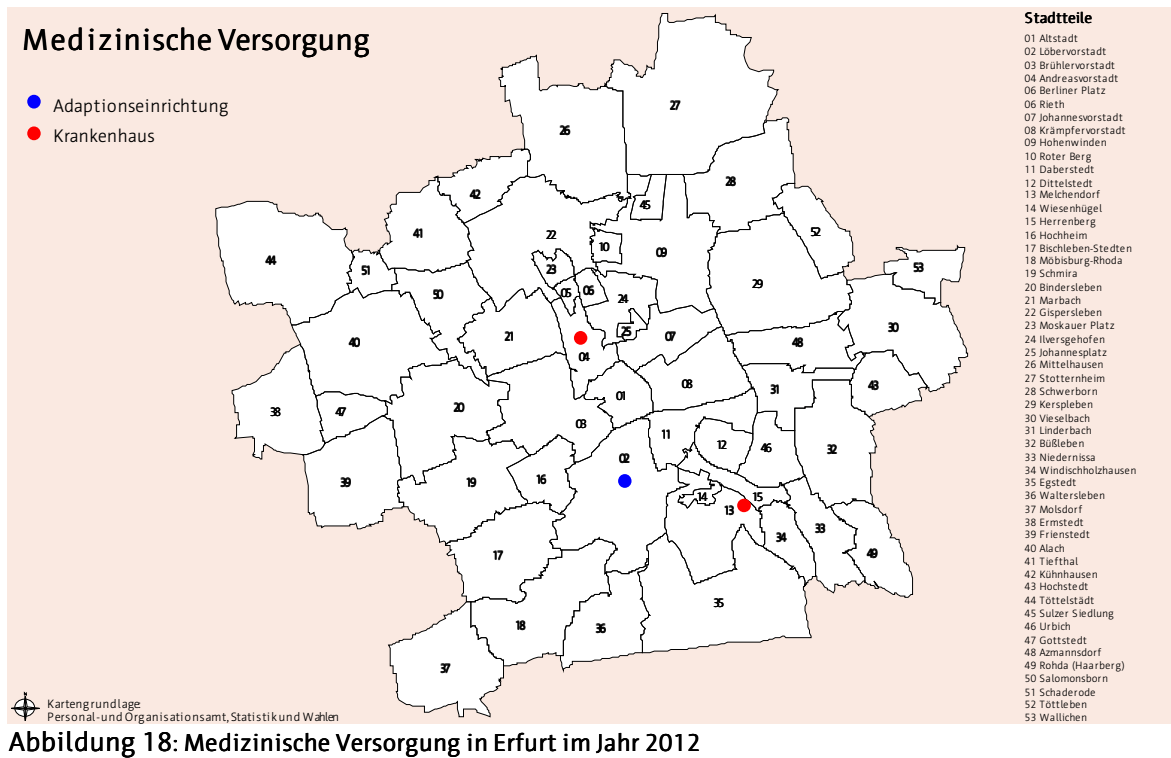 Medizinische Versorgung
Adaptionseinrichtung
Krankenhaus
27
26
28
42
45
52
41
22
10
09
44
51
23
53
50
05
06
24
29
30
40
21
25
07
04
48
38
47
20
01
08
31
43
03
02
11
12
46
32
39
19
16
14
15
13
34
33
49
17
35
18
36
37
Kartengrundlage:
Personal-und Organisationsamt, Statistik und Wahlen
Stadtteile
01 Altstadt
02 Löbervorstadt
03 Brühlervorstadt
04 Andreasvorstadt
06 Berliner Platz
06 Rieth
07 Johannesvorstadt
08 Krämpfervorstadt
09 Hohenwinden
10 Roter Berg
11 Daberstedt
12 Dittelstedt
13 Melchendorf
14 Wiesenhügel
15 Herrenberg
16 Hochheim
17 Bischleben-Stedten
18 Möbisburg-Rhoda
19 Schmira
20 Bindersleben
21 Marbach
22 Gispersleben
23 Moskauer Platz
24 Ilversgehofen
25 Johannesplatz
26 Mittelhausen
27 Stotternheim
28 Schwerborn
29 Kerspleben
30 Vieselbach
31 Linderbach
32 Büßleben
33 Niedernissa
34 Windischholzhausen
35 Egstedt
36 Waltersleben
37 Molsdorf
38 Ermstedt
39 Frienstedt
40 Alach
41 Tiefthal
42 Kühnhausen
43 Hochstedt
44 Töttelstädt
45 Sulzer Siedlung
46 Urbich
47 Gottstedt
48 Azmannsdorf
49 Rohda (Haarberg)
50 Salomonsborn
51 Schaderode
52 Töttleben
53 Wallichen
Abbildung 18: Medizinische Versorgung in Erfurt im Jahr 2012